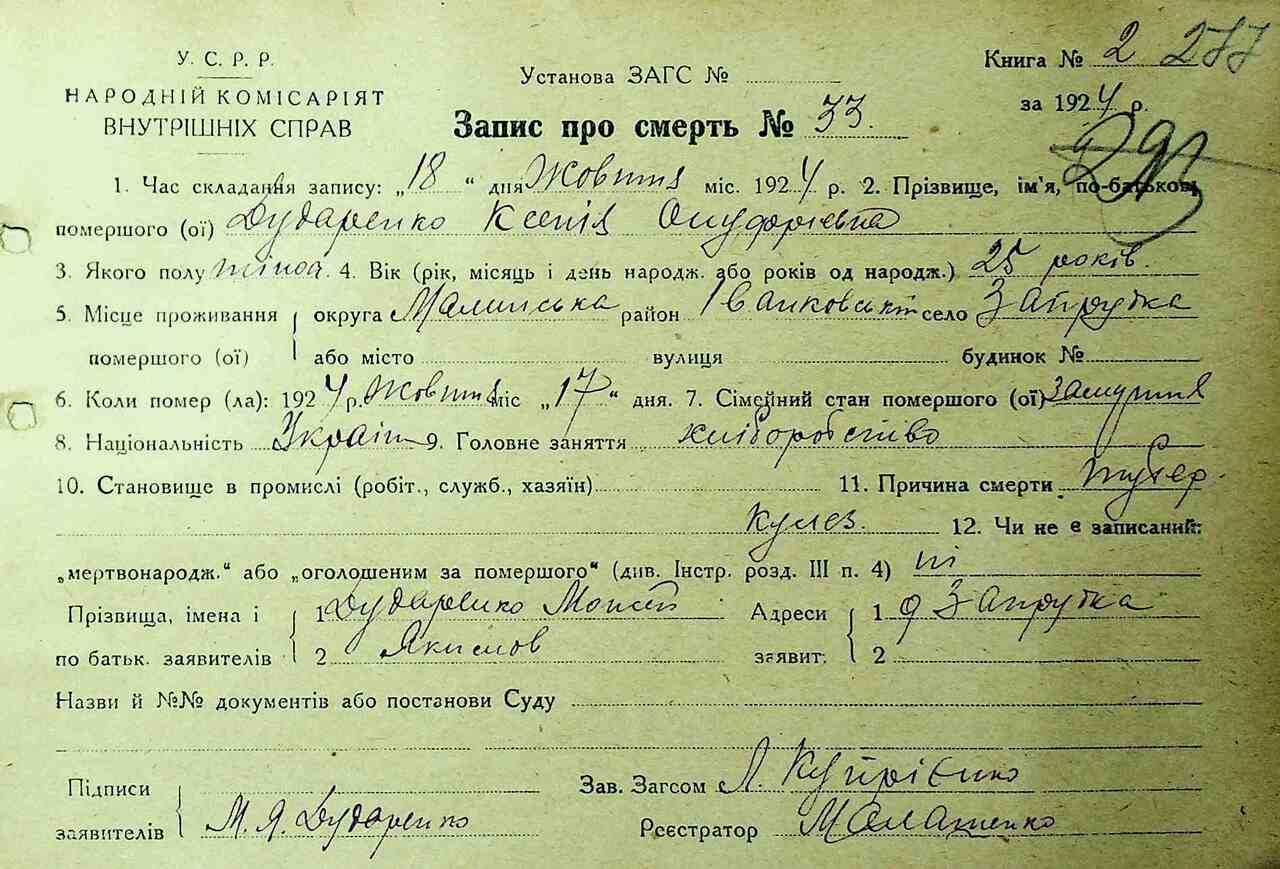 У. С. Р. Р.
НАРОДНІЙ КОМІСАРІЯТ
ВНУТРІШНІХ СПРАВ
Установа ЗАГС №
Запис про смерть № 33.
Книга № 2 277
за 1924 р.
1. Час складання запису: „18“ дня Жовтня міс. 1924 р. 2. Прізвище, ім'я, по-батькові
помершого (ої) Дударенко Ксенія Онуфріевна
3. Якого полу жіноч. 4. Вік (рік, місяць і день народж. або років од народж.) 25 років.
5. Місце проживання округа Малинська район Іванковський село Запрудка
помершого (ої) або місто вулиця будинок №
6. Коли помер (ла): 1924 р. Жовтня міс „17“ дня. 7. Сімейний стан помершого (ої) Замужня
8. Національність Україн 9. Головне заняття хліборобство
10. Становище в промислі (робіт., служб., хазяїн) 11. Причина смерти тубер
кулез. 12. Чи не є записаний:
„мертвонародж.“ або „оголошеним за помершого“ (див. Інстр. розд. III п. 4) ні
Прізвища, імена і 1 Дударенко Мойсей Адреси 1 с Запрудка
по батьк. заявителів 2 Якимов заявит. 2
Назви й №№ документів або постанови Суду
Підписи Зав. Загсом Л. Купрієнко
заявителів М. Я. Дударенко Реєстратор Малашенко